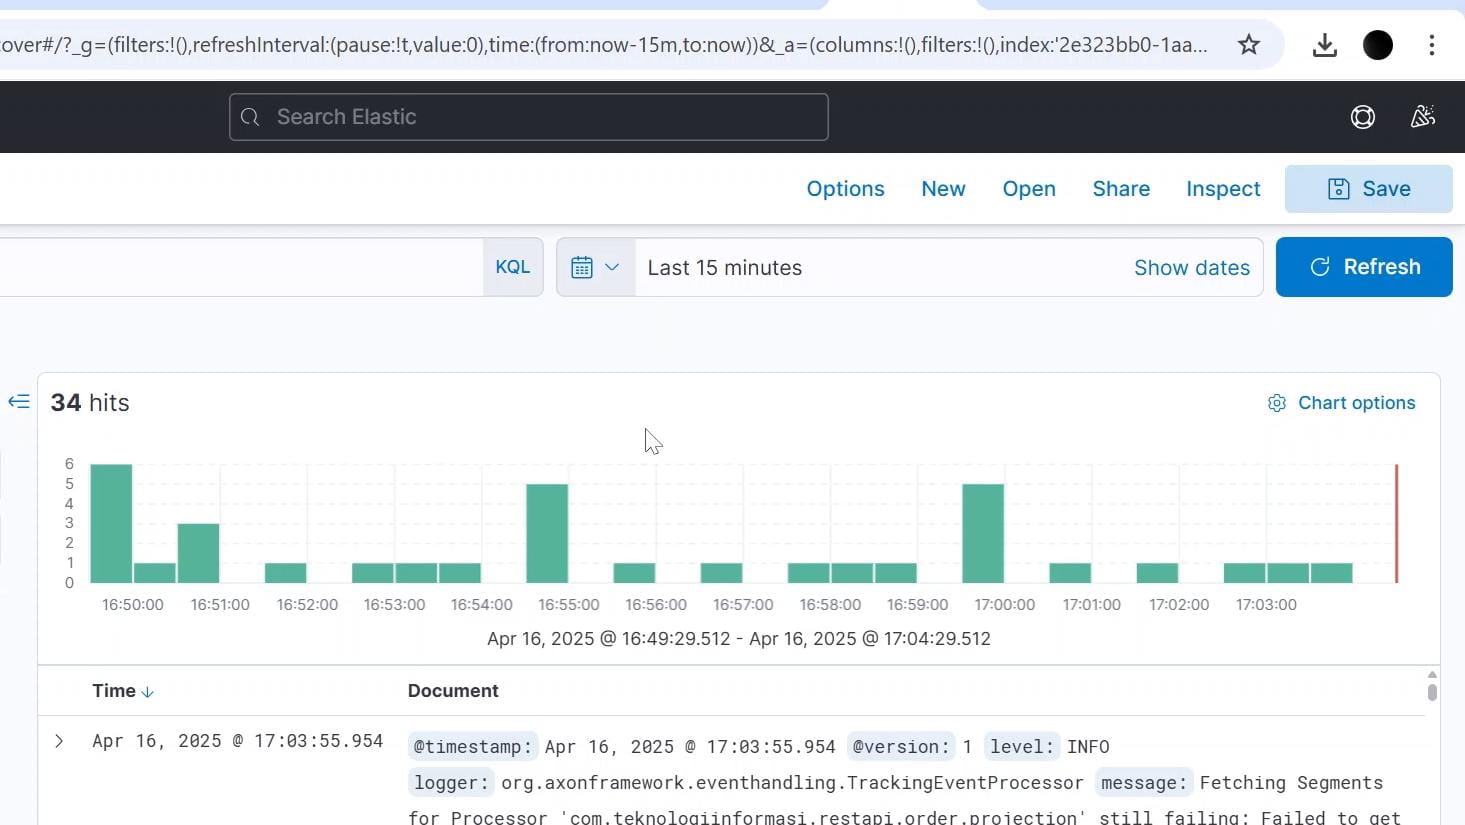 cover#/?_g=(filters:!(),refreshInterval:(pause:!t,value:0),time:(from:now-15m,to:now))&_a=(columns:!(),filters:!(),index:'2e323bb0-1aa...
Search Elastic
Options New Open Share Inspect Save
KQL Last 15 minutes Show dates Refresh
34 hits Chart options
6
5
4
3
2
1
0
16:50:00 16:51:00 16:52:00 16:53:00 16:54:00 16:55:00 16:56:00 16:57:00 16:58:00 16:59:00 17:00:00 17:01:00 17:02:00 17:03:00
Apr 16, 2025 @ 16:49:29.512 - Apr 16, 2025 @ 17:04:29.512
Time Document
Apr 16, 2025 @ 17:03:55.954 @timestamp: Apr 16, 2025 @ 17:03:55.954 @version: 1 level: INFO
logger: org.axonframework.eventhandling.TrackingEventProcessor message: Fetching Segments
for Processor 'com.teknologiinformasi.restapi.order.projection' still failing: Failed to get